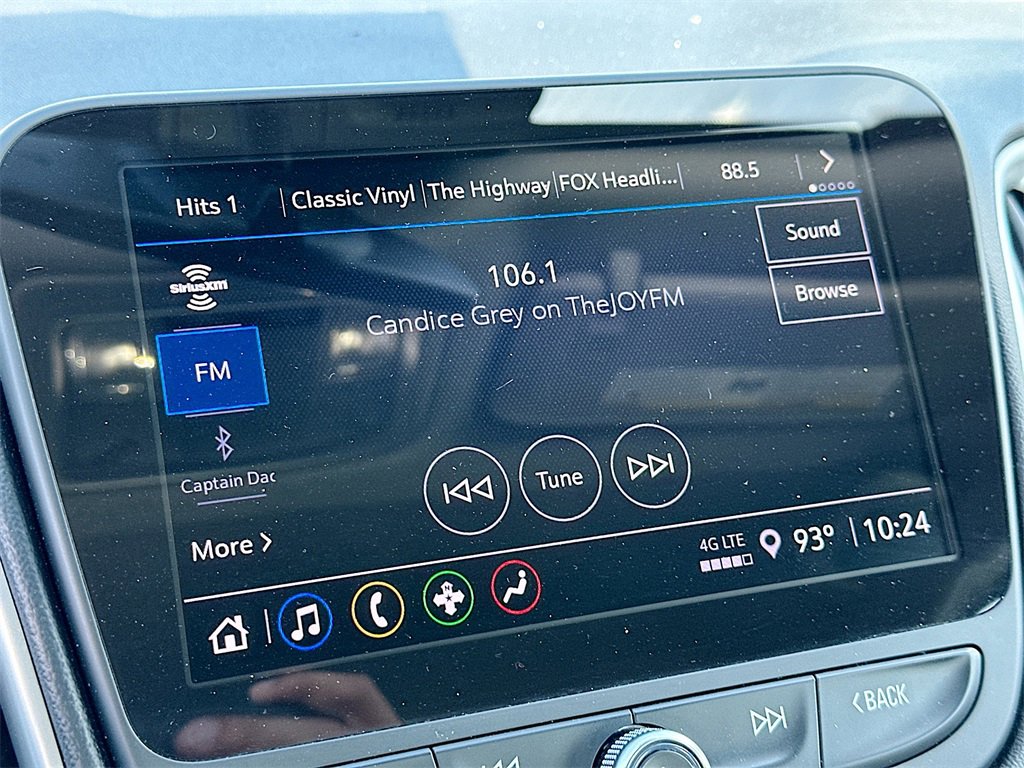 Hits 1 Classic Vinyl The Highway FOX Headli... 88.5
SiriusXM
106.1
Candice Grey on TheJOYFM
Sound
Browse
FM
Captain Dac
Tune
More
N
4G LTE 93° 10:24
BACK